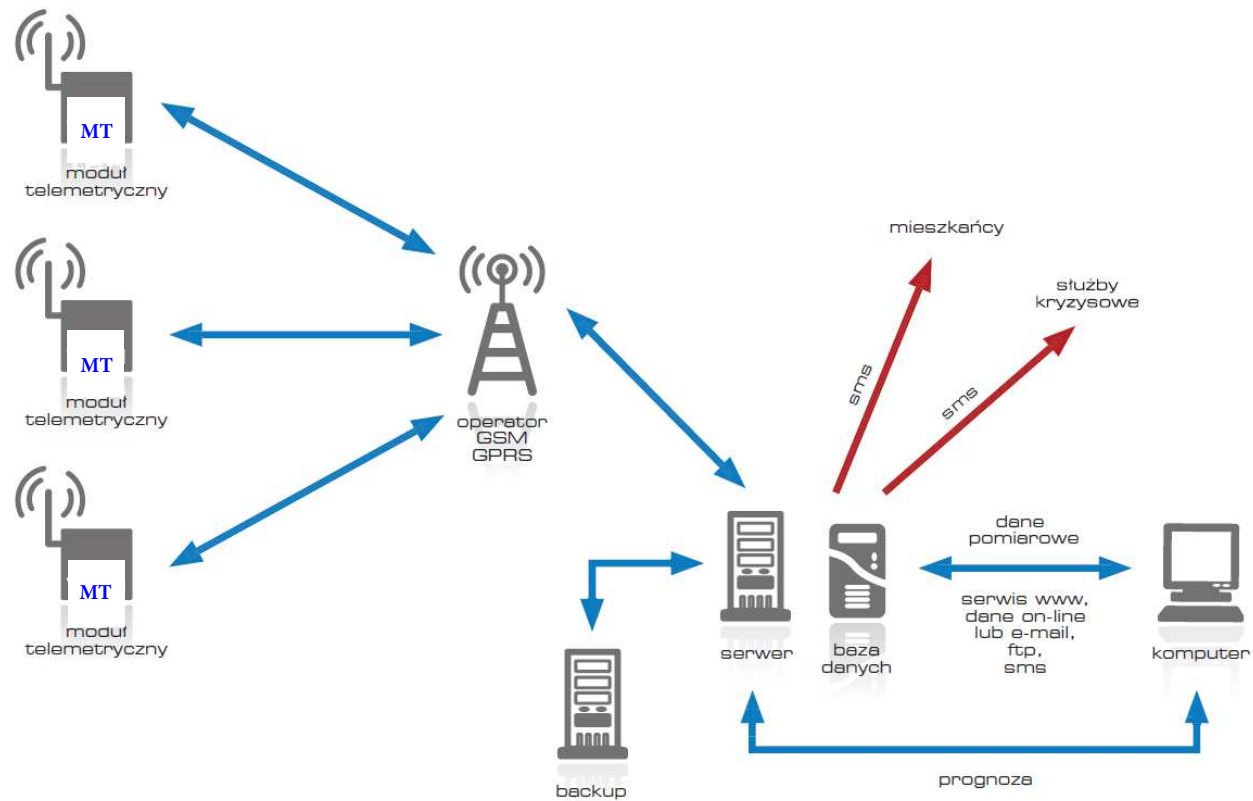 MT
moduł
telemetryczny
MT
moduł
telemetryczny
MT
moduł
telemetryczny
operator
GSM
GPRS
mieszkańcy
służby
kryzysowe
sms
sms
serwer
baza
danych
dane
pomiarowe
serwis www,
dane on-line
lub e-mail,
ftp,
sms
komputer
backup
prognoza